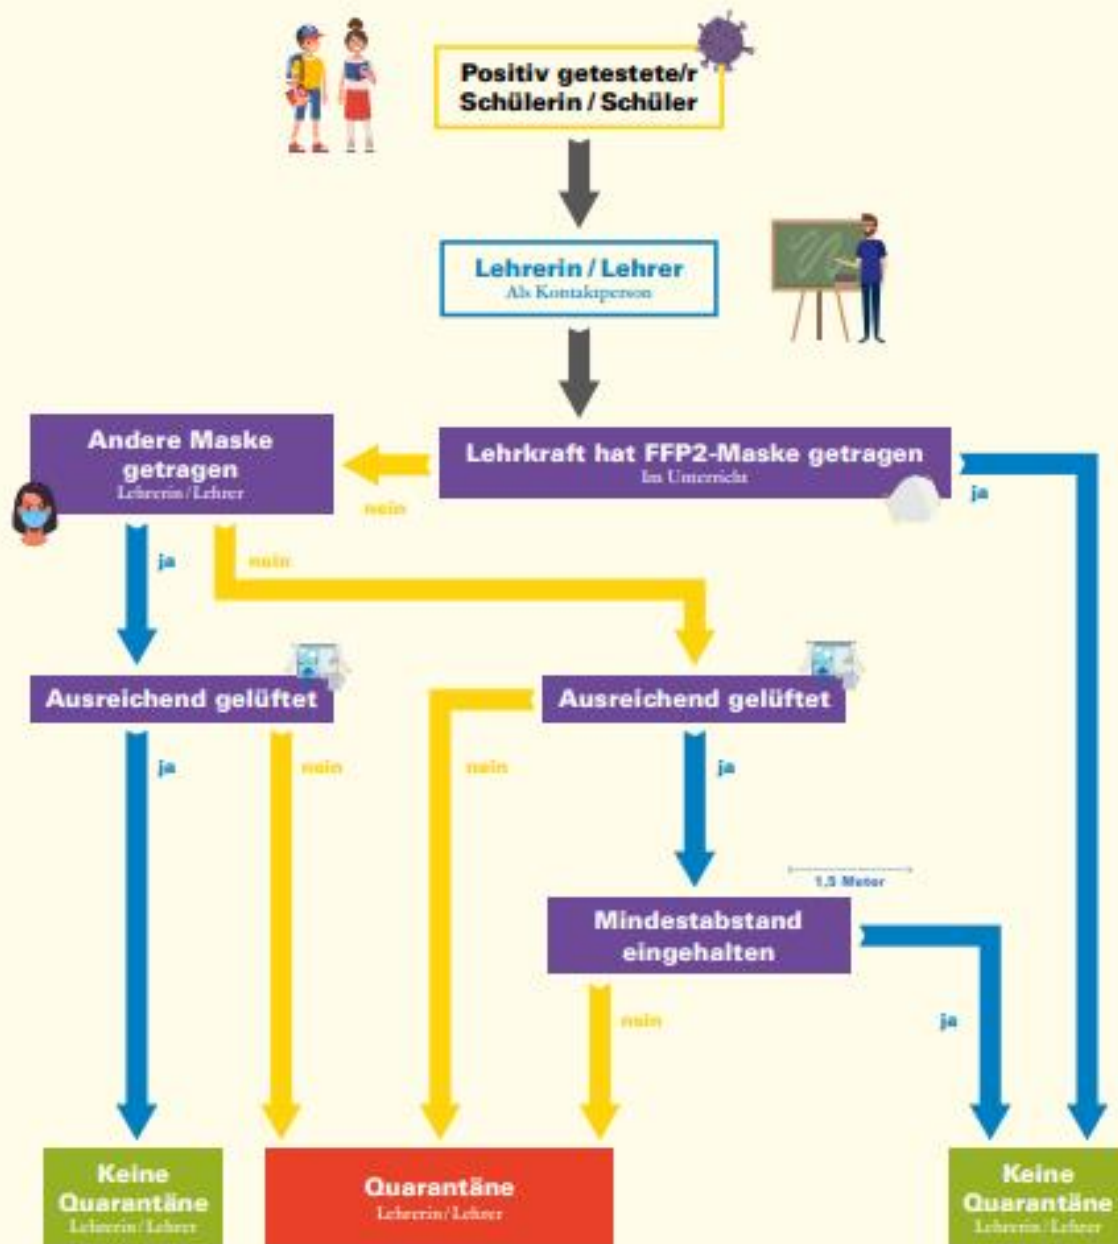 Positiv getestete/r
Schülerin / Schüler
Lehrerin / Lehrer
Als Kontaktperson
Lehrkraft hat FFP2-Maske getragen
Im Unterricht
Andere Maske
getragen
Lehrerin / Lehrer
nein
ja
ja
nein
Ausreichend gelüftet
Ausreichend gelüftet
ja
nein
nein
ja
1,5 Meter
Mindestabstand
eingehalten
nein
ja
Keine
Quarantäne
Lehrerin / Lehrer
Quarantäne
Lehrerin / Lehrer
Keine
Quarantäne
Lehrerin / Lehrer